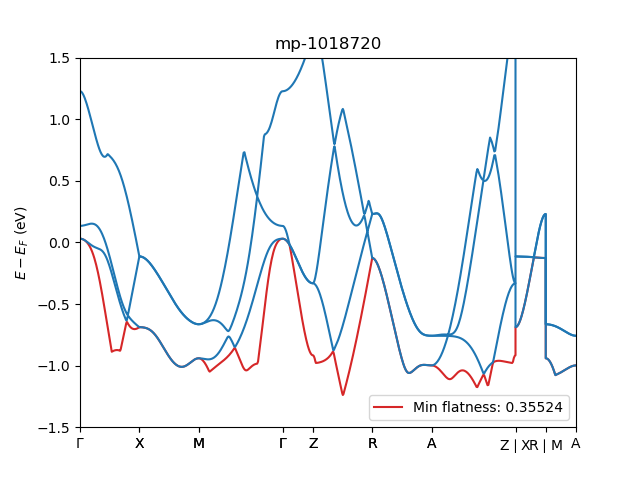 mp-1018720
1.5
1.0
0.5
0.0
−0.5
−1.0
−1.5
E − E_F (eV)
Min flatness: 0.35524
Γ X M Γ Z R A Z | XR | M A